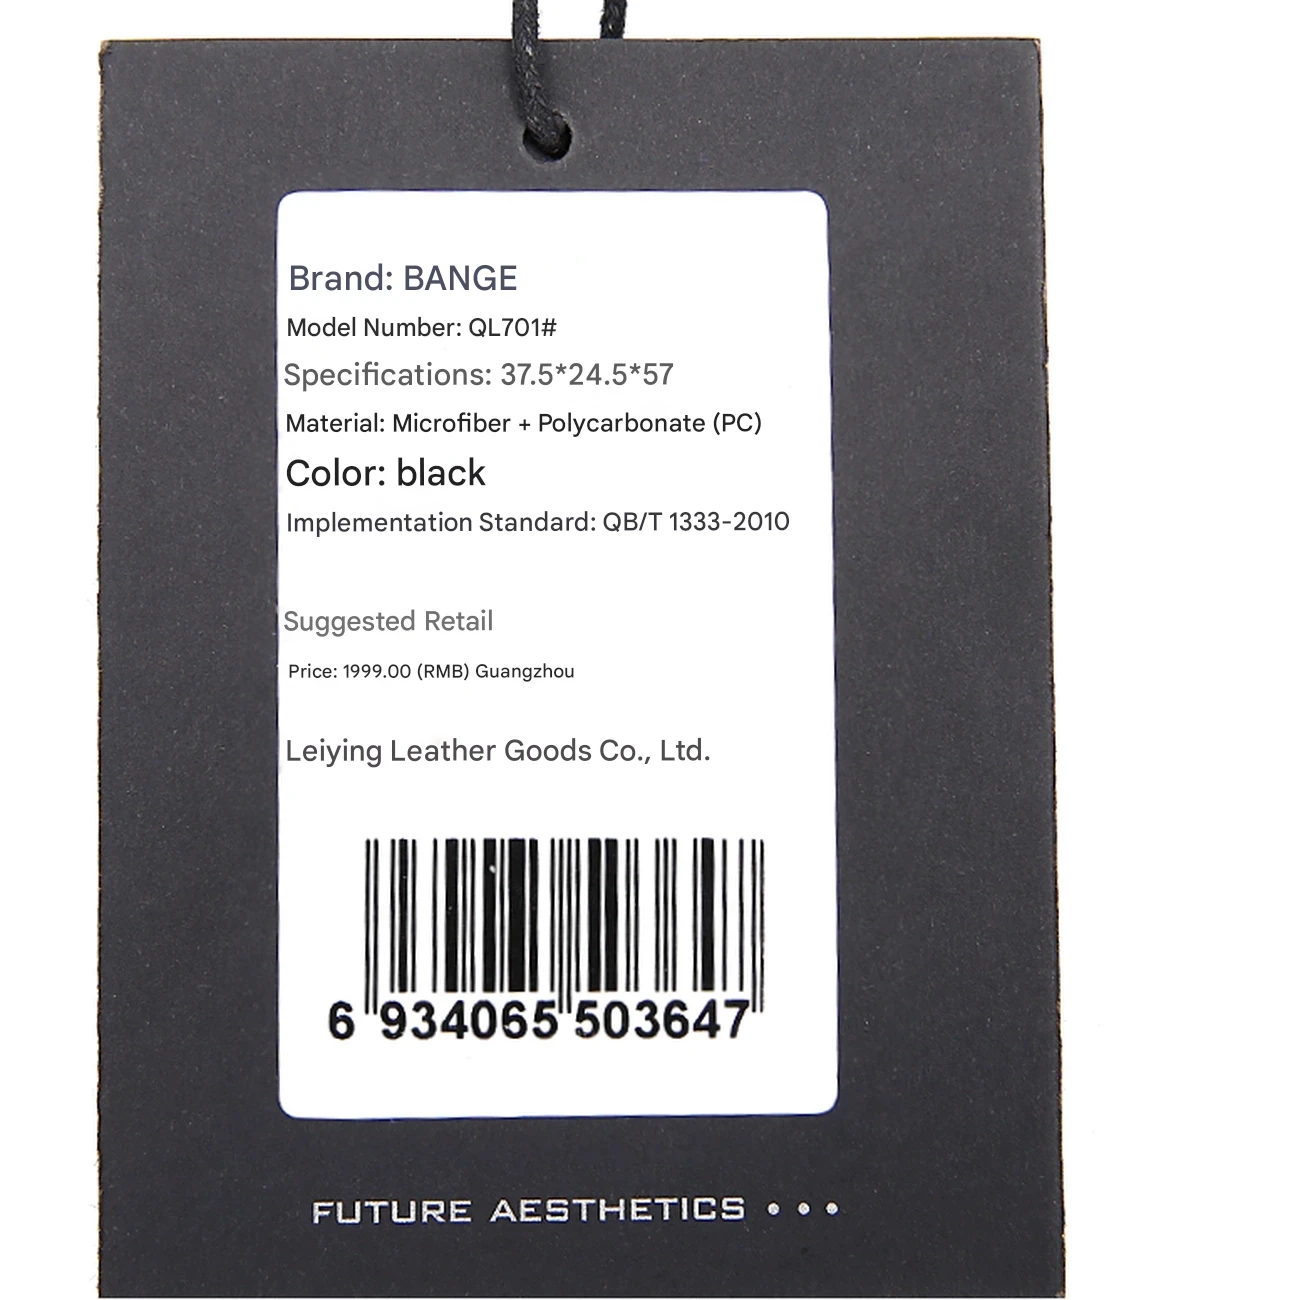 Brand: BANGE
Model Number: QL701#
Specifications: 37.5*24.5*57
Material: Microfiber + Polycarbonate (PC)
Color: black
Implementation Standard: QB/T 1333-2010
Suggested Retail
Price: 1999.00 (RMB) Guangzhou
Leiying Leather Goods Co., Ltd.
6 934065 503647
FUTURE AESTHETICS •••